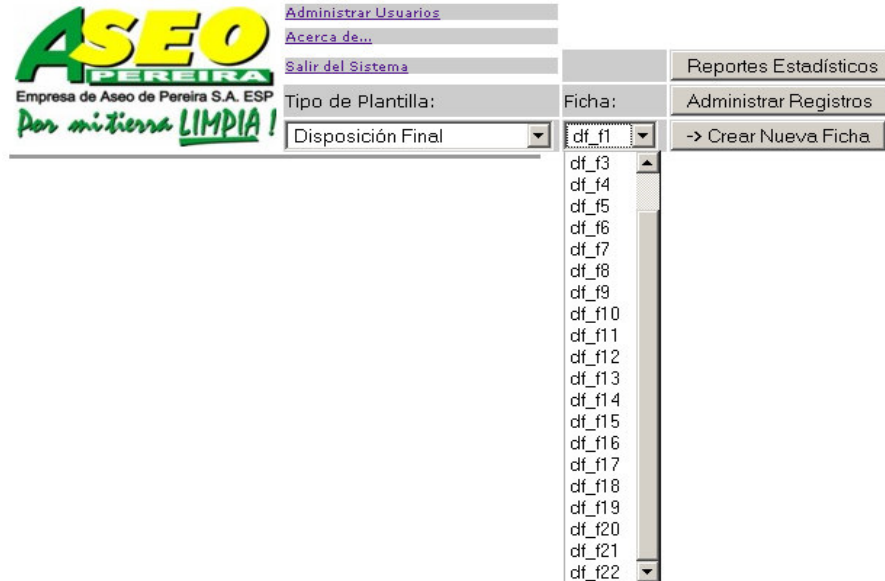 ASEO
PEREIRA
Empresa de Aseo de Pereira S.A. ESP
Por mi tierra LIMPIA !
Administrar Usuarios
Acerca de...
Salir del Sistema
Reportes Estadísticos
Tipo de Plantilla:
Ficha:
Administrar Registros
Disposición Final
df_f1
-> Crear Nueva Ficha
df_f3
df_f4
df_f5
df_f6
df_f7
df_f8
df_f9
df_f10
df_f11
df_f12
df_f13
df_f14
df_f15
df_f16
df_f17
df_f18
df_f19
df_f20
df_f21
df_f22